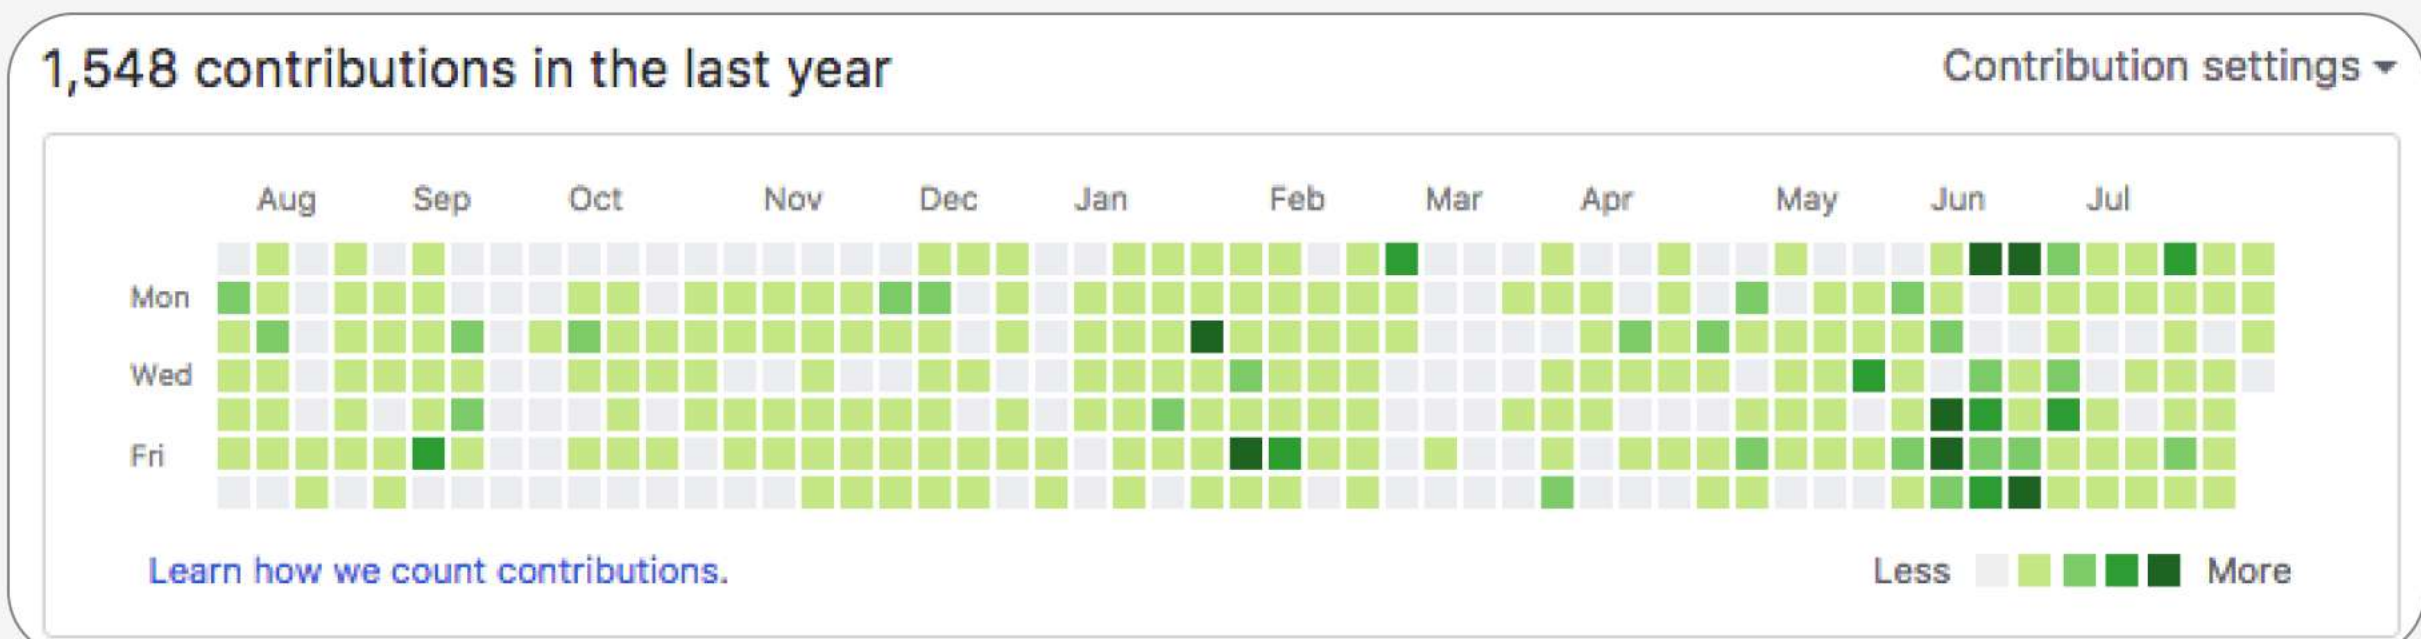 1,548 contributions in the last year
Contribution settings
Aug Sep Oct Nov Dec Jan Feb Mar Apr May Jun Jul
Mon
Wed
Fri
Learn how we count contributions.
Less More